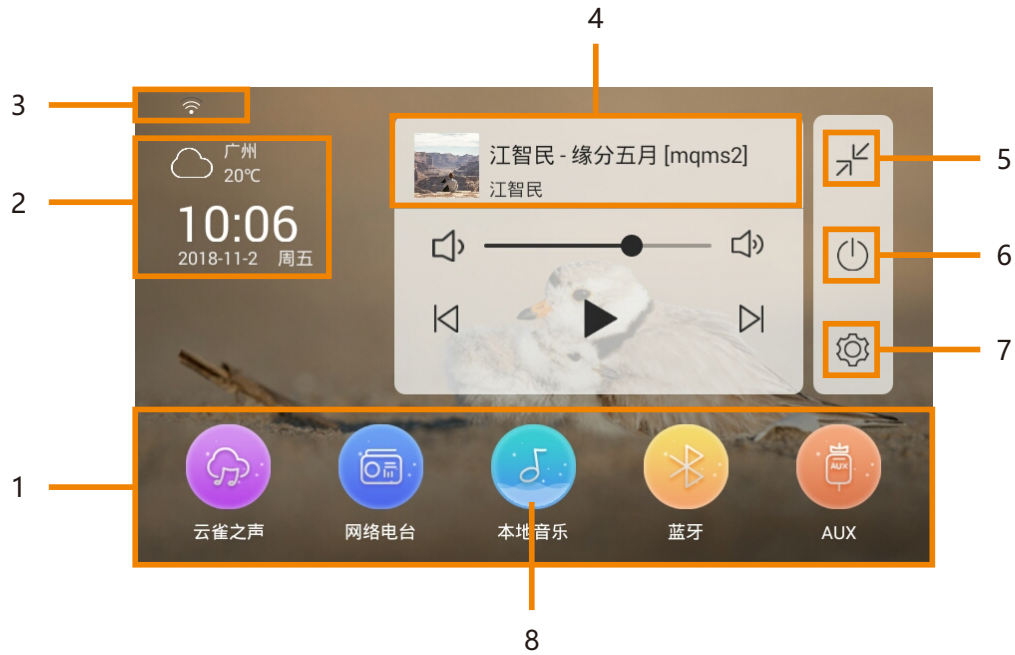 4
3
广州
20℃
10:06
2018-11-2 周五
2
江智民 - 缘分五月 [mqms2]
江智民
5
6
7
1
云雀之声
网络电台
本地音乐
蓝牙
AUX
AUX
8